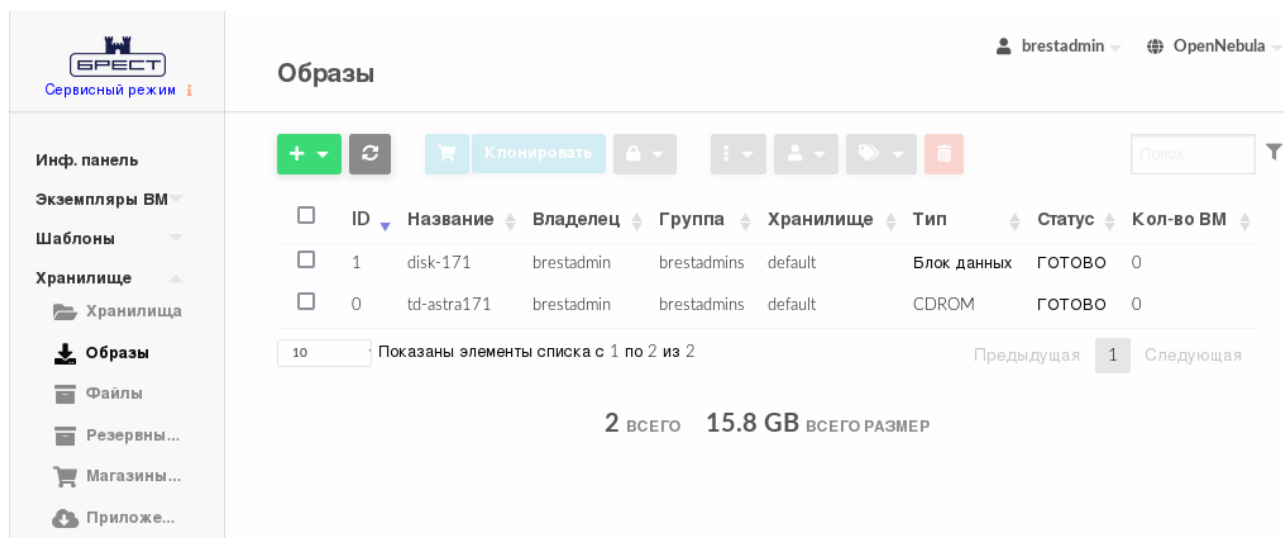 БРЕСТ
Сервисный режим i
Образы
brestadmin
OpenNebula
Инф. панель
Экземпляры ВМ
Шаблоны
Хранилище
Хранилища
Образы
Файлы
Резервны...
Магазины...
Приложе...
+ Клонировать Поиск
ID Название Владелец Группа Хранилище Тип Статус Кол-во ВМ
1 disk-171 brestadmin brestadmins default Блок данных ГОТОВО 0
0 td-astra171 brestadmin brestadmins default CDROM ГОТОВО 0
10 Показаны элементы списка с 1 по 2 из 2 Предыдущая 1 Следующая
2 ВСЕГО 15.8 GB ВСЕГО РАЗМЕР